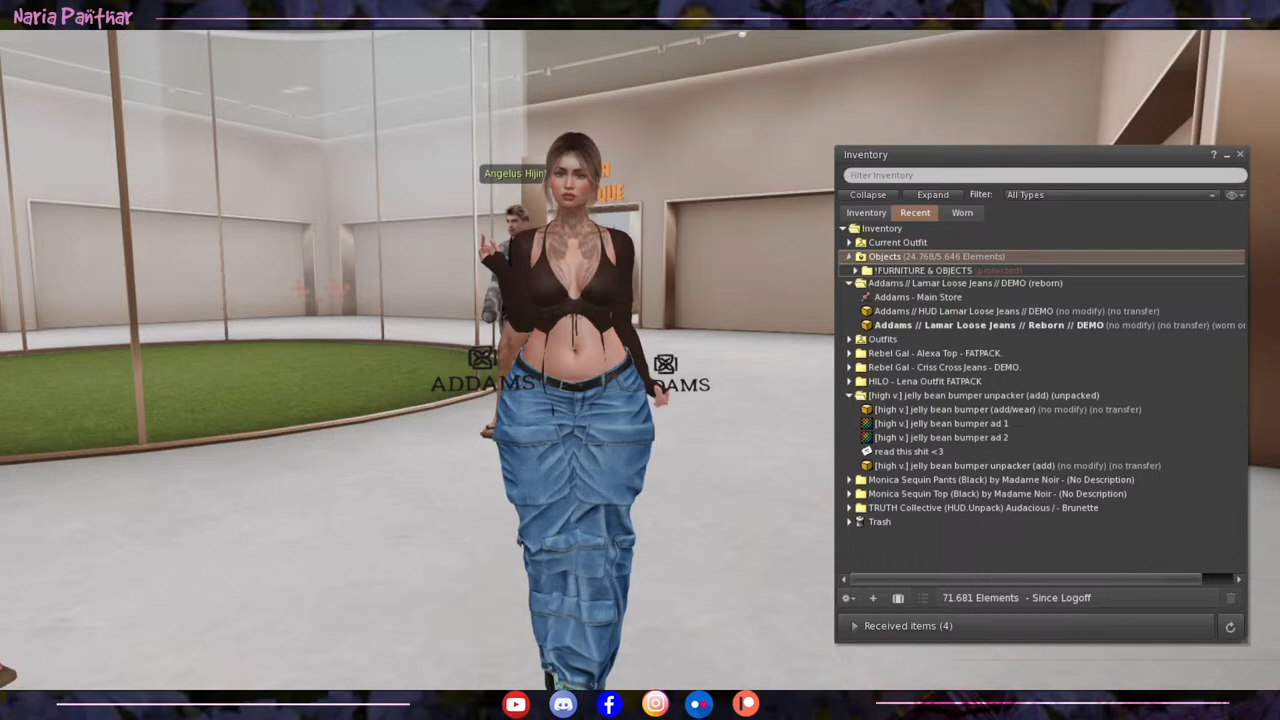 Naria Panthar
Angelus Hijin
QUE
ADDAMS
DAMS
Inventory
Filter Inventory
Collapse Expand Filter: All Types
Inventory Recent Worn
Inventory
Current Outfit
Objects (24.768/5.646 Elements)
!FURNITURE & OBJECTS (protected)
Addams // Lamar Loose Jeans // DEMO (reborn)
Addams - Main Store
Addams // HUD Lamar Loose Jeans // DEMO (no modify) (no transfer)
Addams // Lamar Loose Jeans // Reborn // DEMO (no modify) (no transfer) (worn on
Outfits
Rebel Gal - Alexa Top - FATPACK.
Rebel Gal - Criss Cross Jeans - DEMO.
HILO - Lena Outfit FATPACK
[high v.] jelly bean bumper unpacker (add) (unpacked)
[high v.] jelly bean bumper (add/wear) (no modify) (no transfer)
[high v.] jelly bean bumper ad 1
[high v.] jelly bean bumper ad 2
read this shit <3
[high v.] jelly bean bumper unpacker (add) (no modify) (no transfer)
Monica Sequin Pants (Black) by Madame Noir - (No Description)
Monica Sequin Top (Black) by Madame Noir - (No Description)
TRUTH Collective (HUD.Unpack) Audacious / - Brunette
Trash
71.681 Elements - Since Logoff
Received items (4)